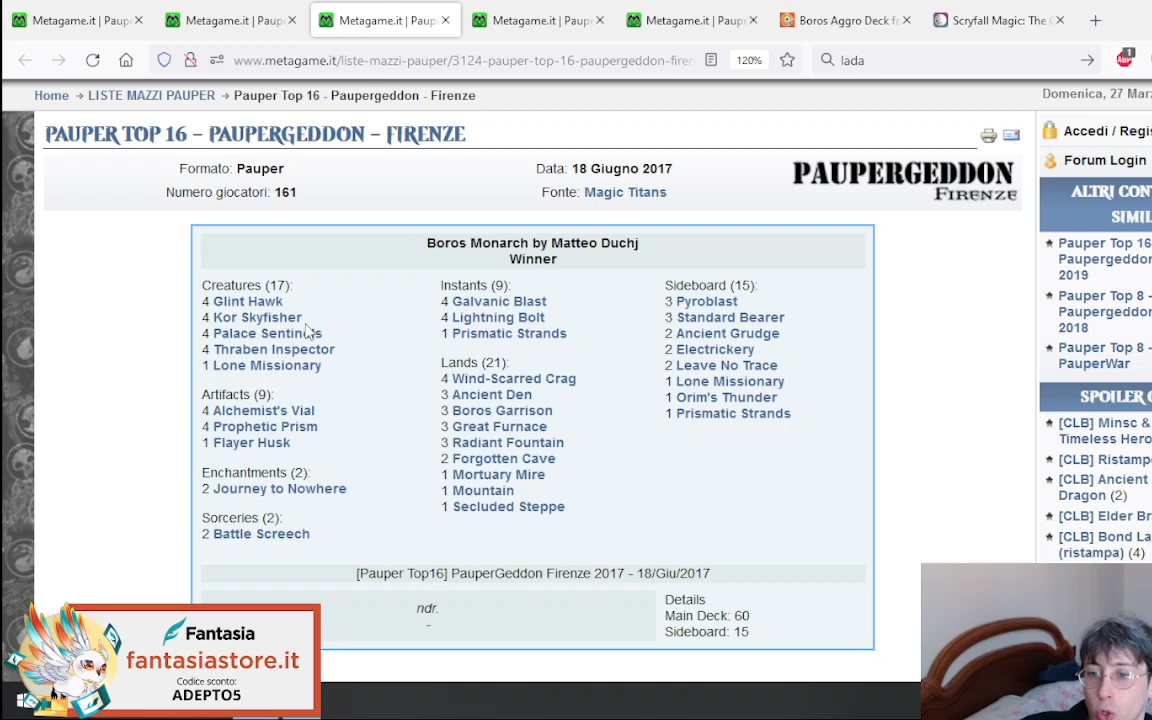 Metagame.it | Paup
Metagame.it | Paup
Metagame.it | Paup
Metagame.it | Paup
Metagame.it | Paup
Boros Aggro Deck fo
Scryfall Magic: The
www.metagame.it/liste-mazzi-pauper/3124-pauper-top-16-paupergeddon-firen
120%
lada
1
Home → LISTE MAZZI PAUPER → Pauper Top 16 - Paupergeddon - Firenze
Domenica, 27 Mar
PAUPER TOP 16 – PAUPERGEDDON – FIRENZE
Formato: Pauper
Data: 18 Giugno 2017
Numero giocatori: 161
Fonte: Magic Titans
PAUPERGEDDON
FIRENZE
Accedi / Regis
Forum Login
ALTRI CON
SIMIL
Pauper Top 16
Paupergeddon
2019
Pauper Top 8 -
Paupergeddon
2018
Pauper Top 8 -
PauperWar
SPOILER
[CLB] Minsc &
Timeless Hero
[CLB] Ristamp
[CLB] Ancient
Dragon (2)
[CLB] Elder Br
[CLB] Bond La
(ristampa) (4)
Boros Monarch by Matteo Duchj
Winner
Creatures (17):
4 Glint Hawk
4 Kor Skyfisher
4 Palace Sentinels
4 Thraben Inspector
1 Lone Missionary
Artifacts (9):
4 Alchemist's Vial
4 Prophetic Prism
1 Flayer Husk
Enchantments (2):
2 Journey to Nowhere
Sorceries (2):
2 Battle Screech
Instants (9):
4 Galvanic Blast
4 Lightning Bolt
1 Prismatic Strands
Lands (21):
4 Wind-Scarred Crag
3 Ancient Den
3 Boros Garrison
3 Great Furnace
3 Radiant Fountain
2 Forgotten Cave
1 Mortuary Mire
1 Mountain
1 Secluded Steppe
Sideboard (15):
3 Pyroblast
3 Standard Bearer
2 Ancient Grudge
2 Electrickery
2 Leave No Trace
1 Lone Missionary
1 Orim's Thunder
1 Prismatic Strands
[Pauper Top16] PauperGeddon Firenze 2017 - 18/Giu/2017
ndr.
-
Details
Main Deck: 60
Sideboard: 15
Fantasia
fantasiastore.it
Codice sconto:
ADEPTO5